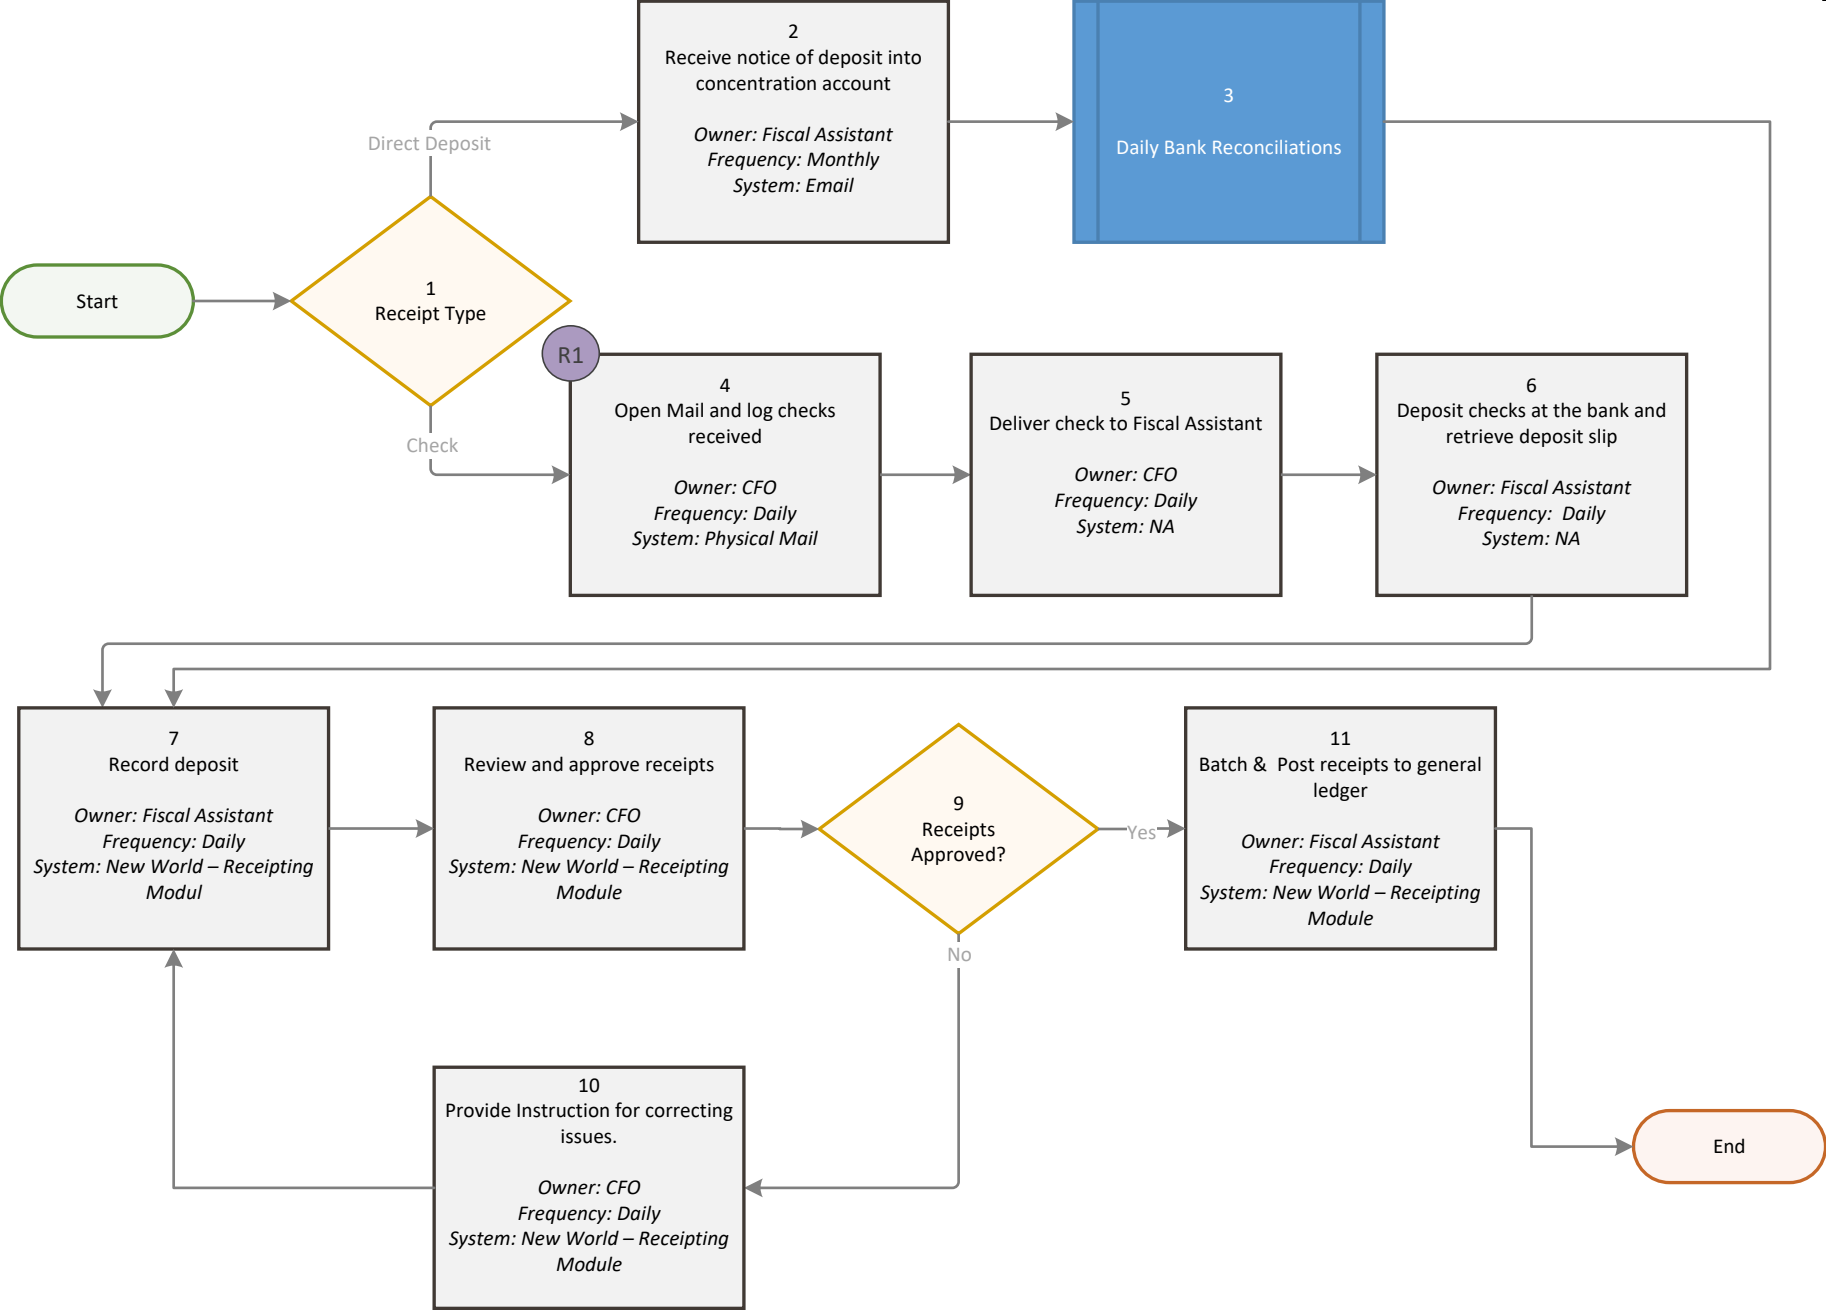 2
Receive notice of deposit into
concentration account
Owner: Fiscal Assistant
Frequency: Monthly
System: Email
3
Daily Bank Reconciliations
Direct Deposit
Start
1
Receipt Type
Check
R1
4
Open Mail and log checks
received
Owner: CFO
Frequency: Daily
System: Physical Mail
5
Deliver check to Fiscal Assistant
Owner: CFO
Frequency: Daily
System: NA
6
Deposit checks at the bank and
retrieve deposit slip
Owner: Fiscal Assistant
Frequency:  Daily
System: NA
7
Record deposit
Owner: Fiscal Assistant
Frequency: Daily
System: New World – Receipting
Modul
8
Review and approve receipts
Owner: CFO
Frequency: Daily
System: New World – Receipting
Module
9
Receipts
Approved?
Yes
No
11
Batch &  Post receipts to general
ledger
Owner: Fiscal Assistant
Frequency: Daily
System: New World – Receipting
Module
10
Provide Instruction for correcting
issues.
Owner: CFO
Frequency: Daily
System: New World – Receipting
Module
End